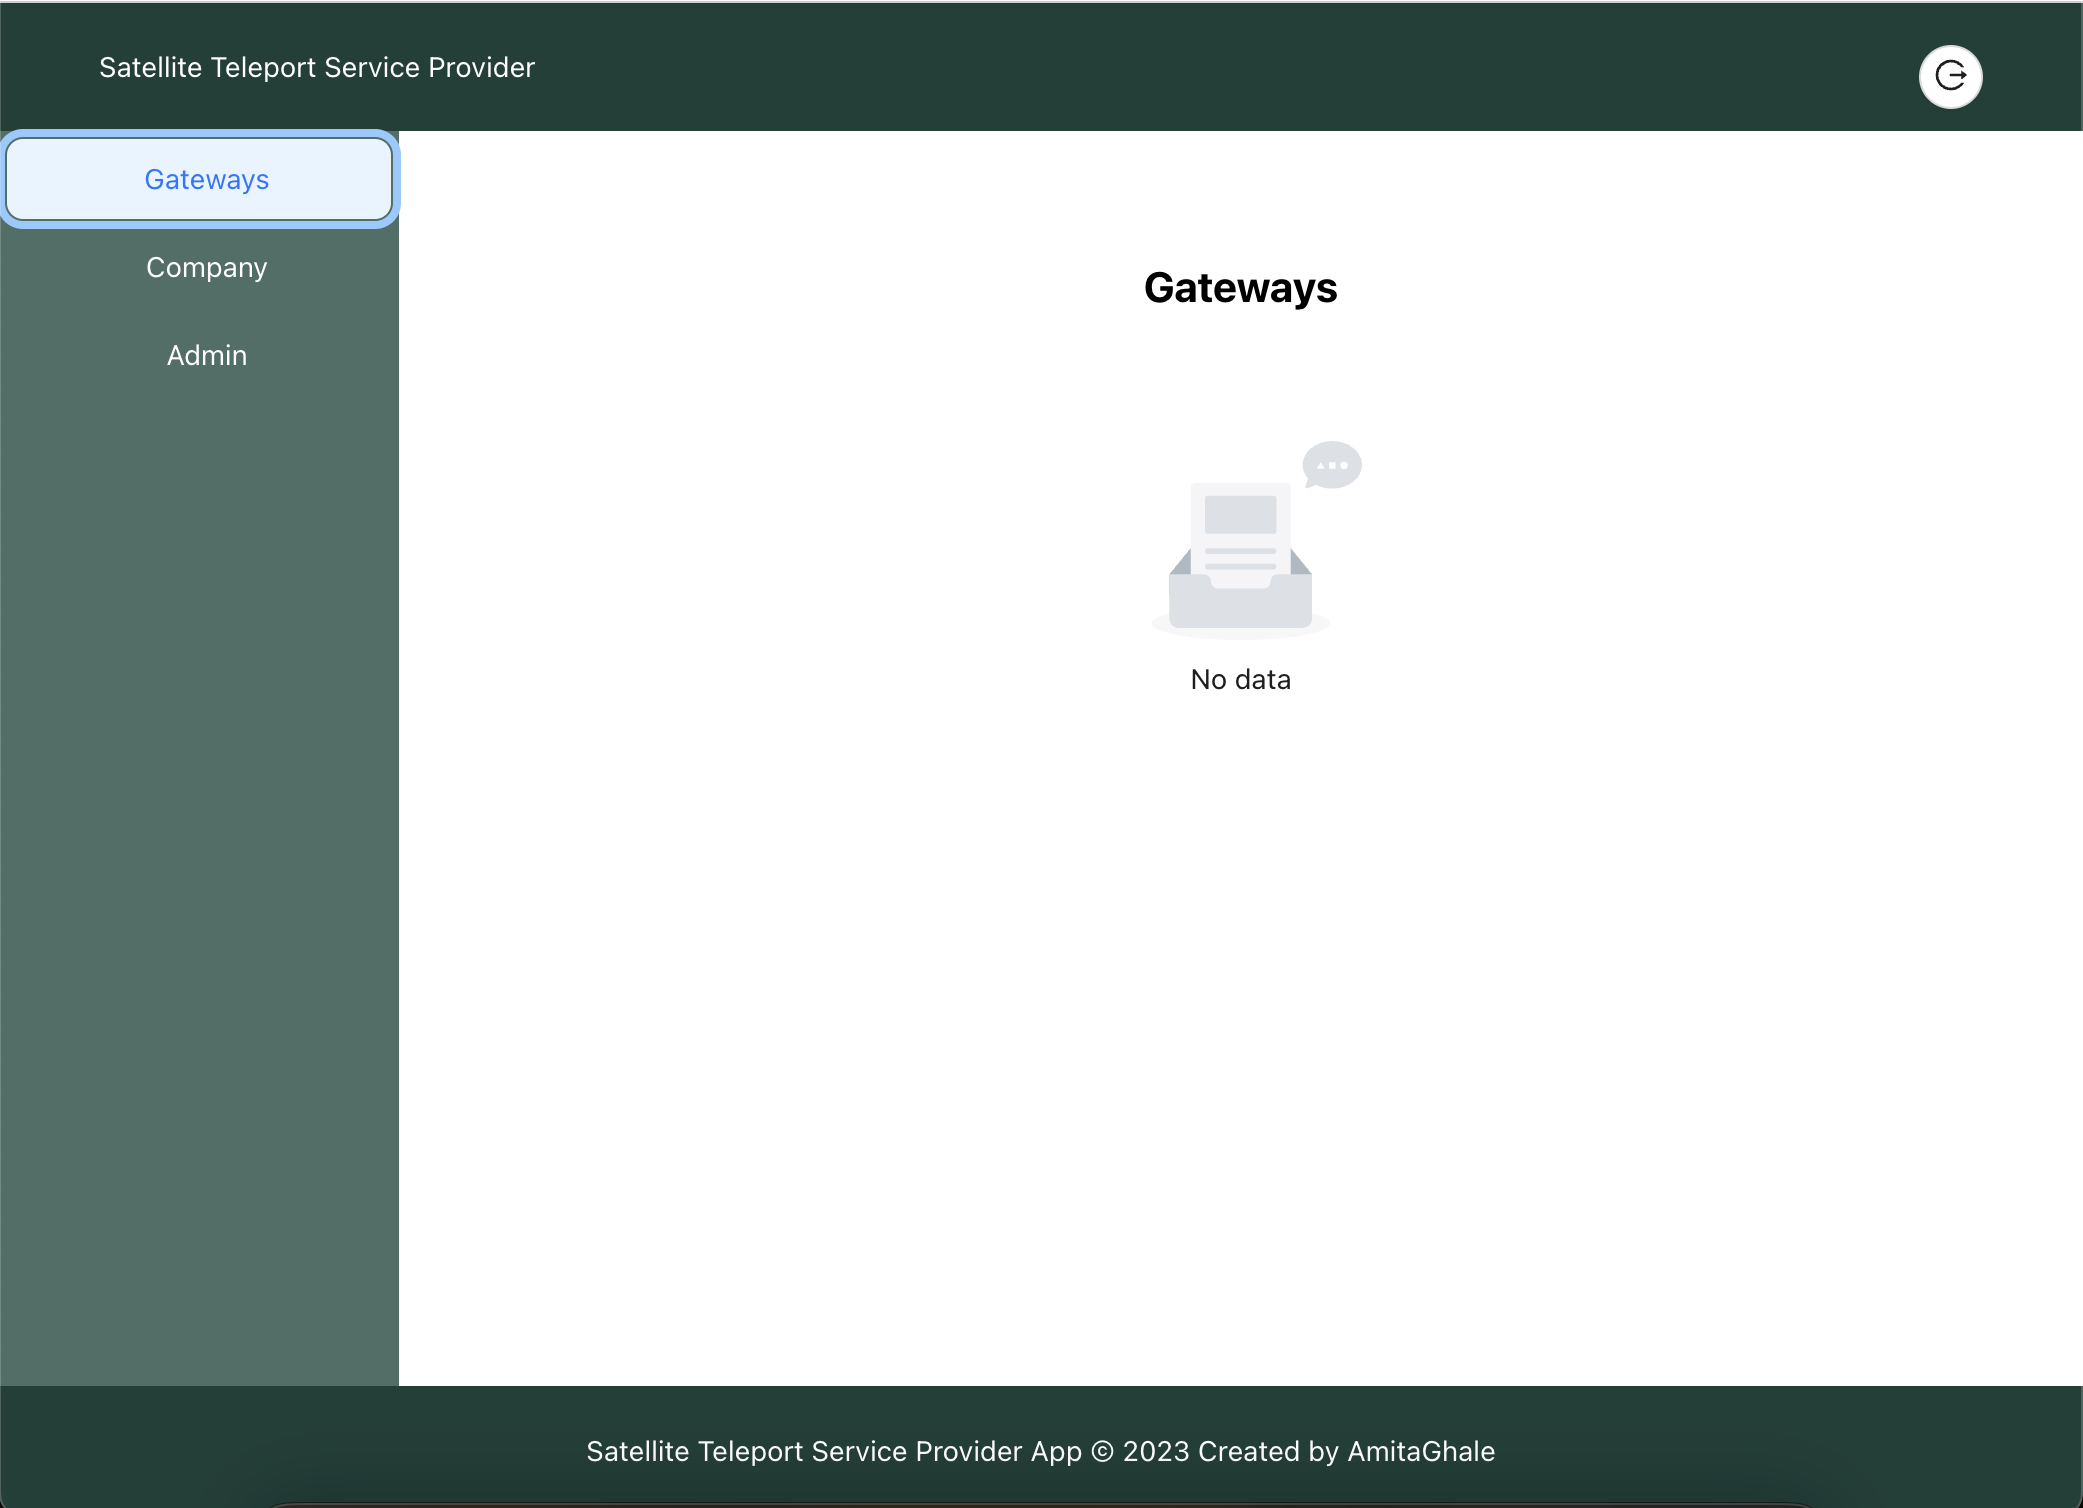 Satellite Teleport Service Provider
Gateways
Company
Admin
Gateways
No data
Satellite Teleport Service Provider App © 2023 Created by AmitaGhale